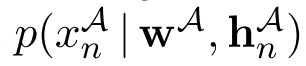 p(x_n^𝒜 | 𝐰^𝒜, 𝐡_n^𝒜)